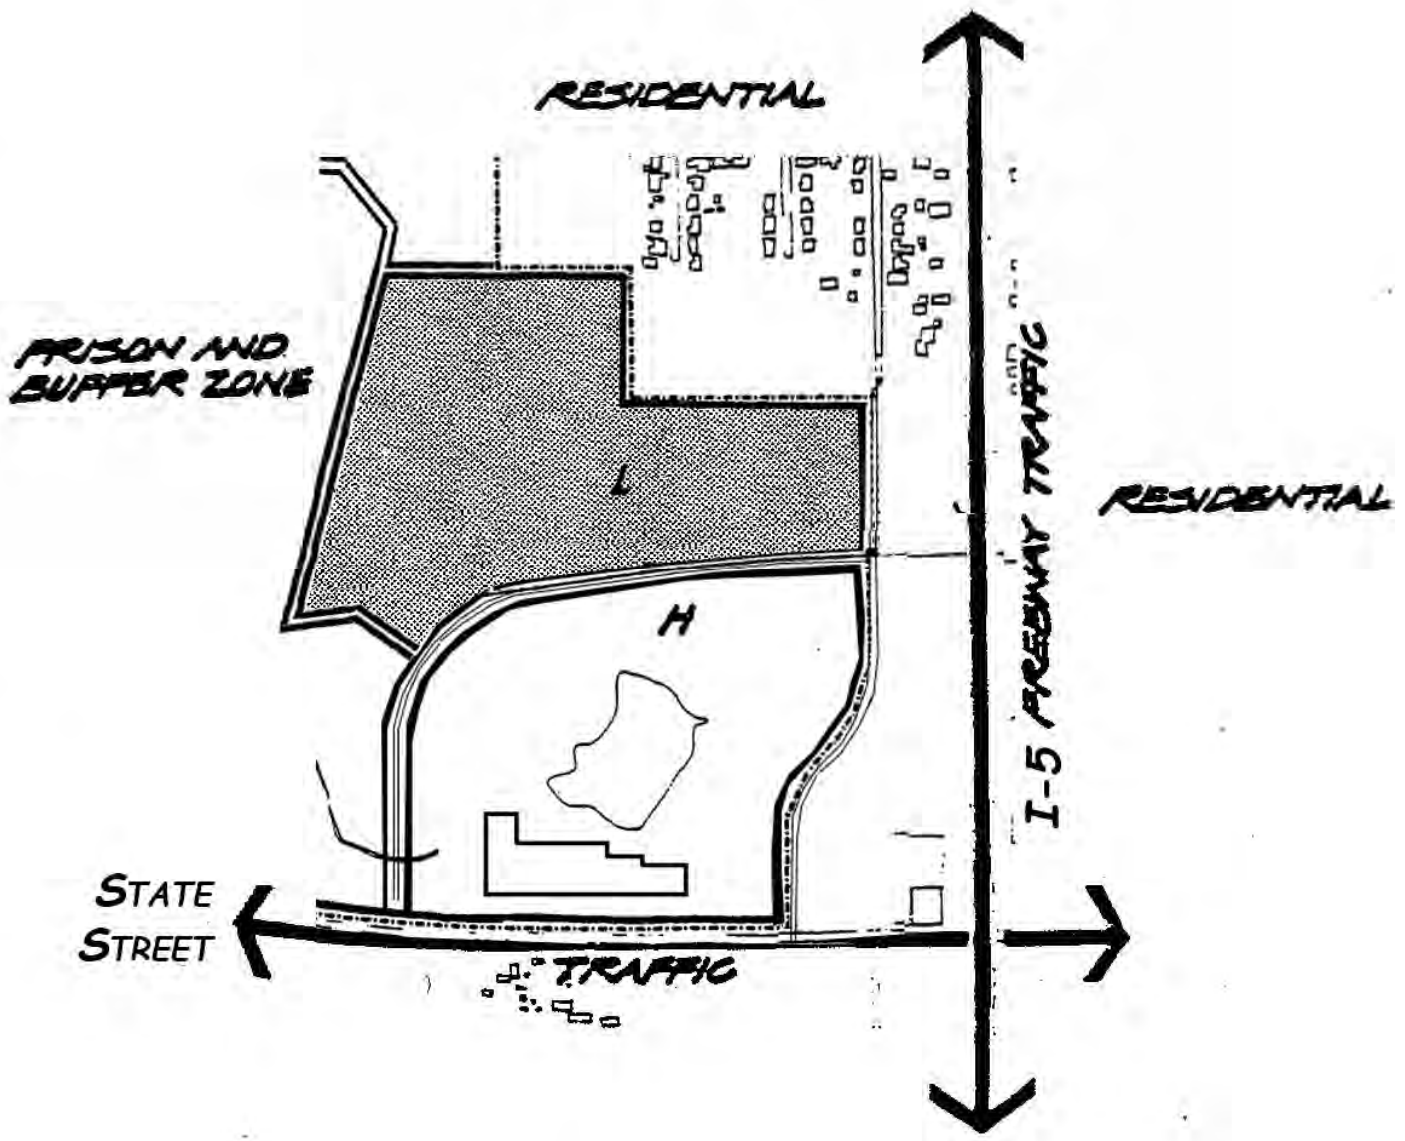 RESIDENTIAL
PRISON AND
BUFFER ZONE
L
I-5 FREEWAY TRAFFIC
RESIDENTIAL
H
STATE
STREET
TRAFFIC